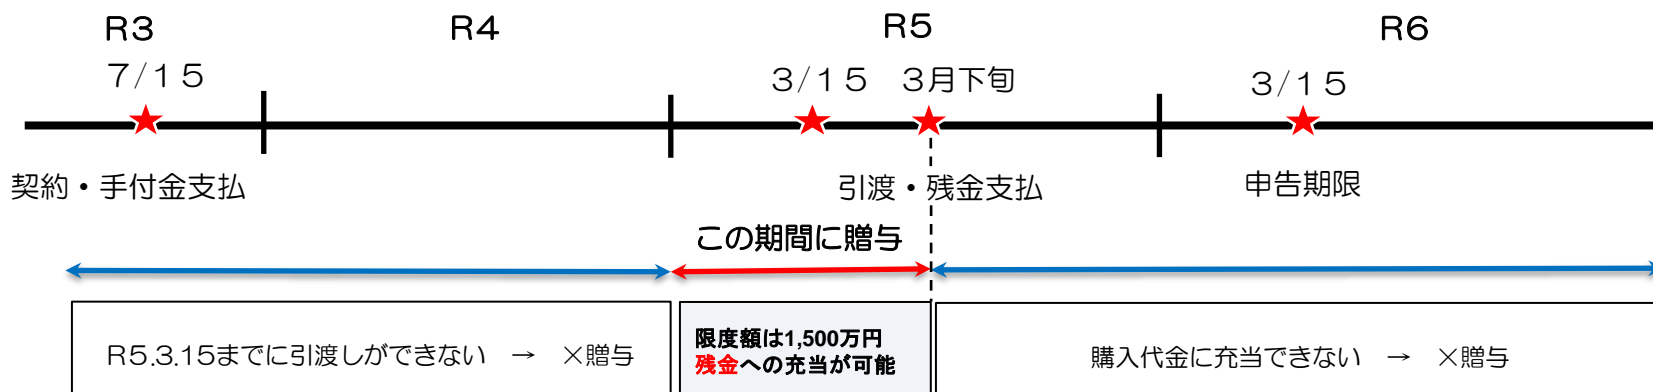 R3
R4
R5
R6
7/15
3/15
3月下旬
3/15
契約・手付金支払
引渡・残金支払
申告期限
この期間に贈与
R5.3.15までに引渡しができない → ×贈与
限度額は1,500万円
残金への充当が可能
購入代金に充当できない → ×贈与